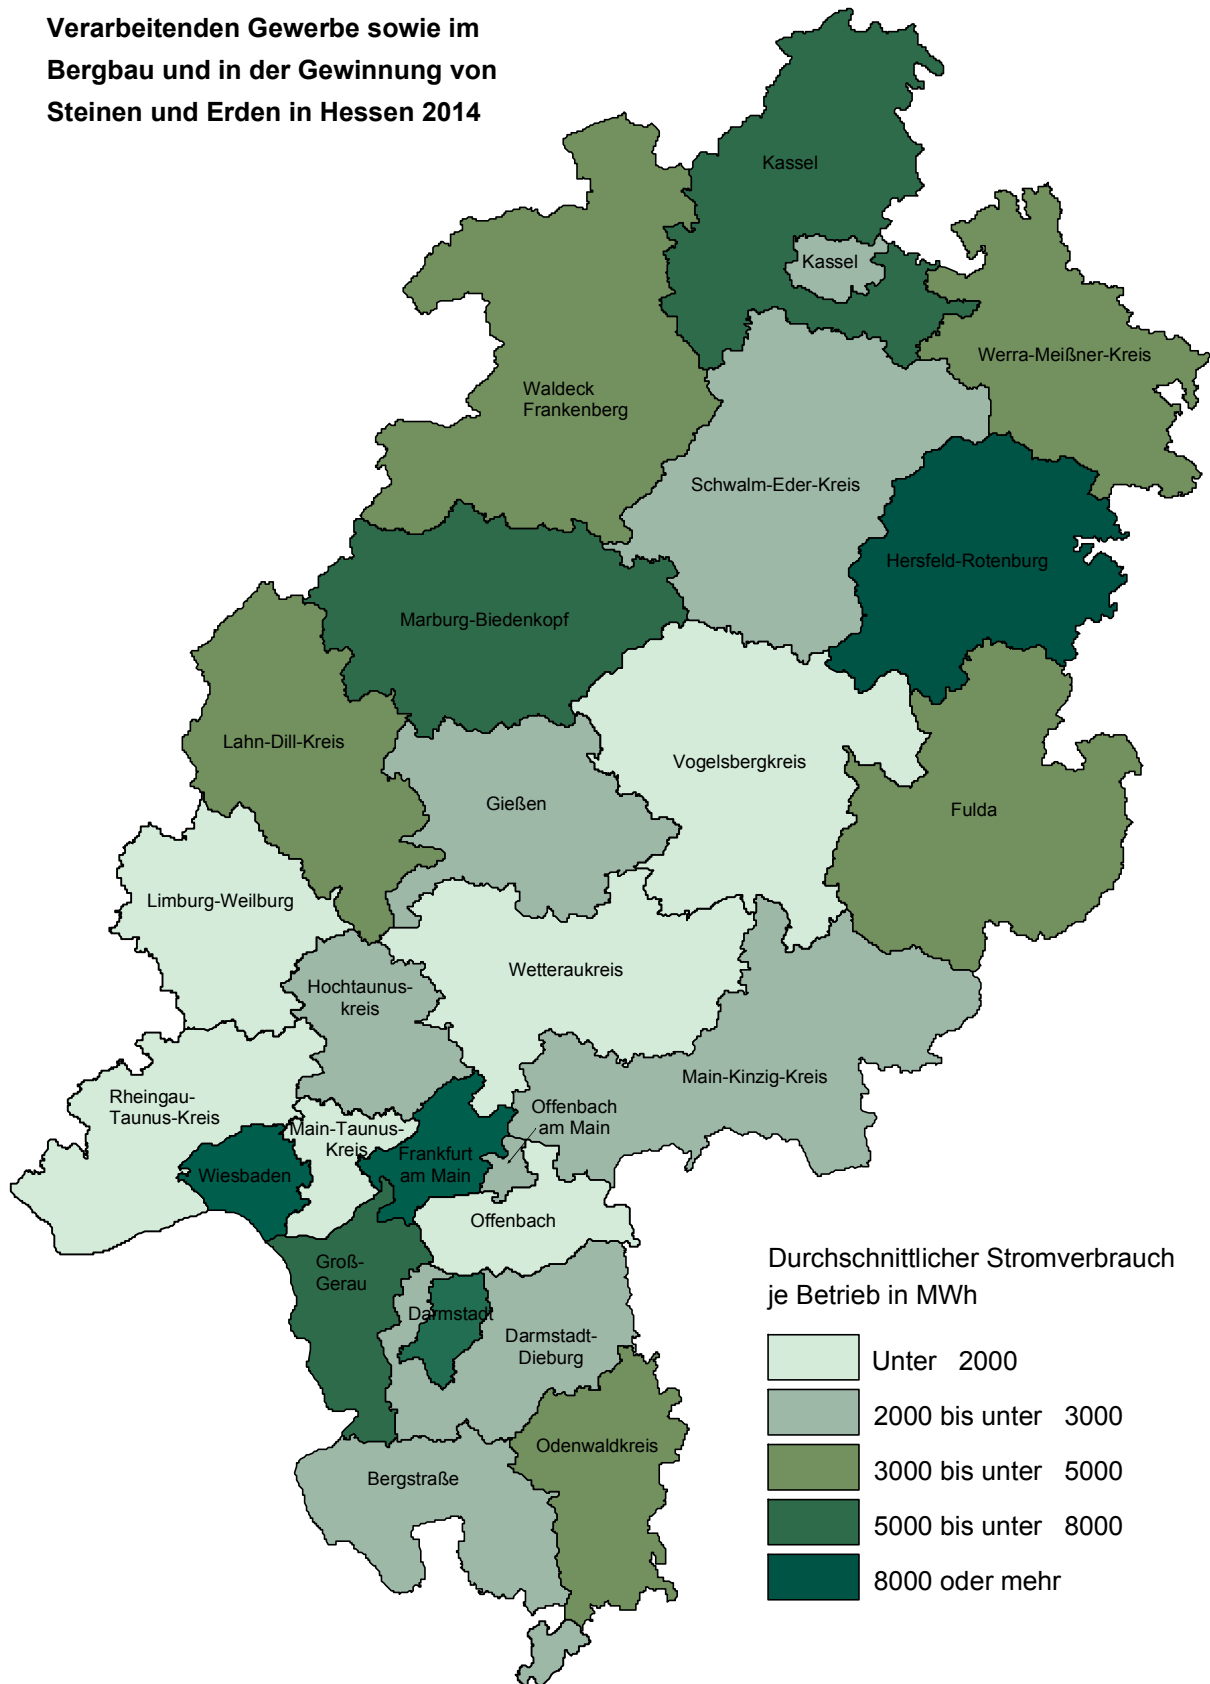 Verarbeitenden Gewerbe sowie im
Bergbau und in der Gewinnung von
Steinen und Erden in Hessen 2014
Kassel
Kassel
Werra-Meißner-Kreis
Waldeck
Frankenberg
Schwalm-Eder-Kreis
Hersfeld-Rotenburg
Marburg-Biedenkopf
Lahn-Dill-Kreis
Vogelsbergkreis
Gießen
Fulda
Limburg-Weilburg
Wetteraukreis
Hochtaunus-
kreis
Main-Kinzig-Kreis
Rheingau-
Taunus-Kreis
Offenbach
am Main
Main-Taunus-
Kreis
Frankfurt
am Main
Wiesbaden
Offenbach
Groß-
Gerau
Darmstadt
Darmstadt-
Dieburg
Odenwaldkreis
Bergstraße
Durchschnittlicher Stromverbrauch
je Betrieb in MWh
Unter 2000
2000 bis unter 3000
3000 bis unter 5000
5000 bis unter 8000
8000 oder mehr